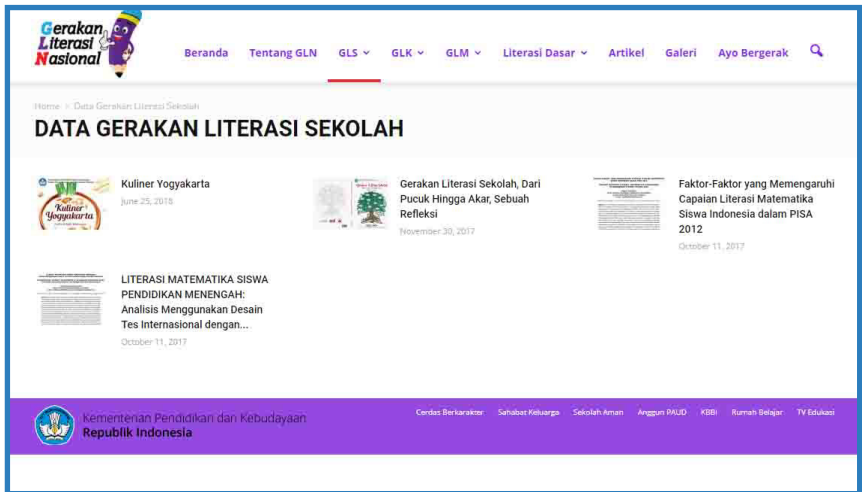 Gerakan
Literasi
Nasional
Beranda Tentang GLN GLS GLK GLM Literasi Dasar Artikel Galeri Ayo Bergerak
Home > Data Gerakan Literasi Sekolah
DATA GERAKAN LITERASI SEKOLAH
Kuliner
Yogyakarta
Kuliner Yogyakarta
June 25, 2018
Gerakan Literasi Sekolah, Dari
Pucuk Hingga Akar, Sebuah
Refleksi
November 30, 2017
Faktor-Faktor yang Memengaruhi
Capaian Literasi Matematika
Siswa Indonesia dalam PISA
2012
October 11, 2017
LITERASI MATEMATIKA SISWA
PENDIDIKAN MENENGAH:
Analisis Menggunakan Desain
Tes Internasional dengan...
October 11, 2017
Kementerian Pendidikan dan Kebudayaan
Republik Indonesia
Cerdas Berkarakter Sahabat Keluarga Sekolah Aman Anggun PAUD KBBI Rumah Belajar TV Edukasi